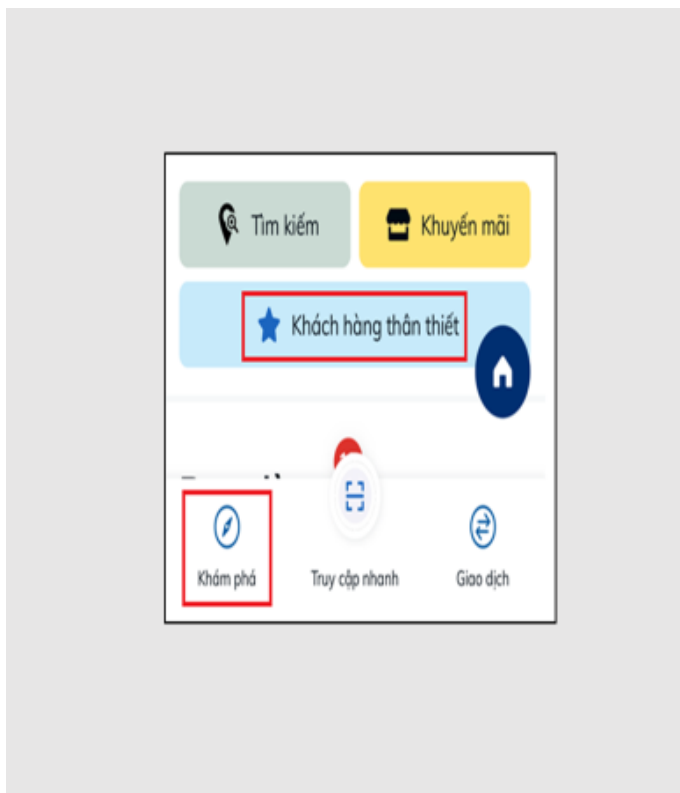 Tìm kiếm
Khuyến mãi
Khách hàng thân thiết
Khám phá
Truy cập nhanh
Giao dịch